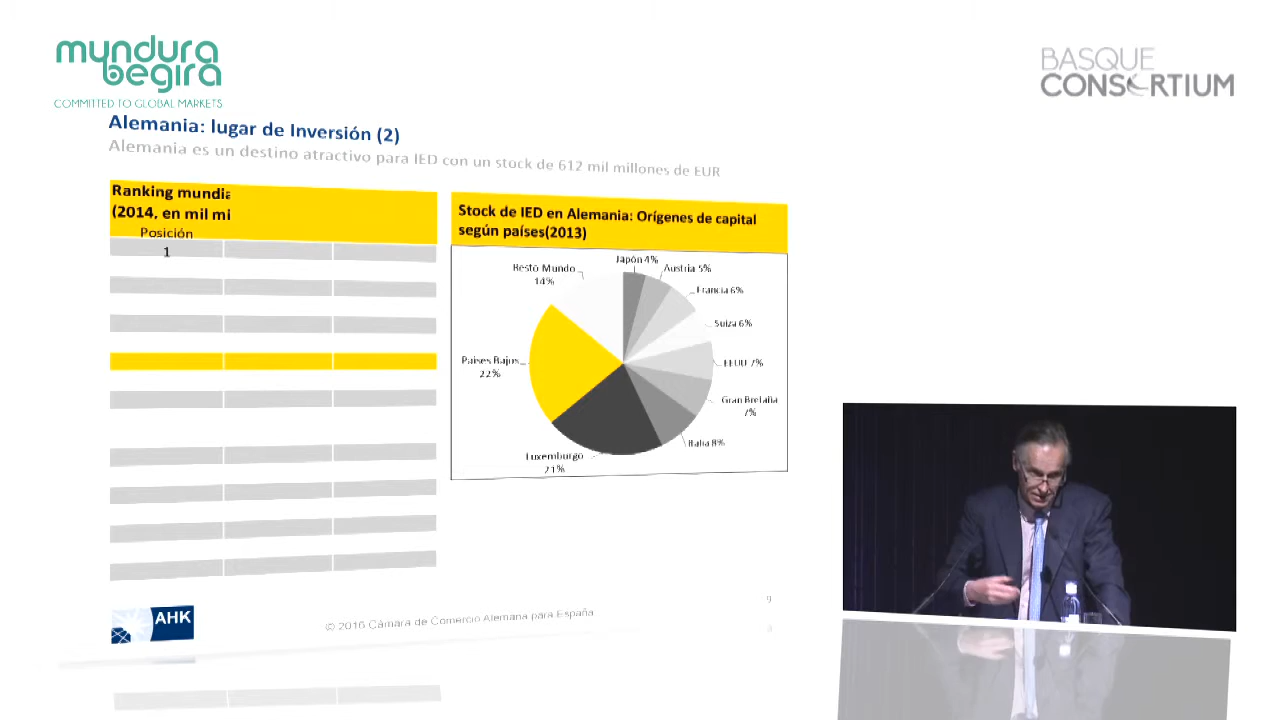 mundura
begira
COMMITTED TO GLOBAL MARKETS
BASQUE
CONSORTIUM
Alemania: lugar de Inversión (2)
Alemania es un destino atractivo para IED con un stock de 612 mil millones de EUR
Ranking mundia
(2014, en mil mi
Posición
1
Stock de IED en Alemania: Orígenes de capital
según países(2013)
Japón 4%
Austria 5%
Francia 6%
Suiza 6%
EEUU 7%
Gran Bretaña
7%
Italia 8%
Luxemburgo
21%
Países Bajos
22%
Resto Mundo
14%
AHK
© 2016 Cámara de Comercio Alemana para España
9